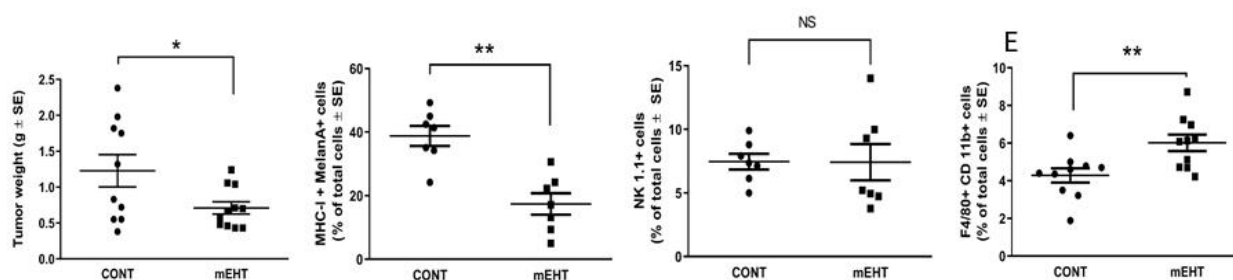 *
Tumor weight (g ± SE)
2.5
2.0
1.5
1.0
0.5
0.0
CONT
mEHT
**
MHC-I + MelanA+ cells
(% of total cells ± SE)
60
40
20
0
CONT
mEHT
NS
NK 1.1+ cells
(% of total cells ± SE)
15
10
5
0
CONT
mEHT
E
**
F4/80+ CD 11b+ cells
(% of total cells ± SE)
10
8
6
4
2
0
CONT
mEHT